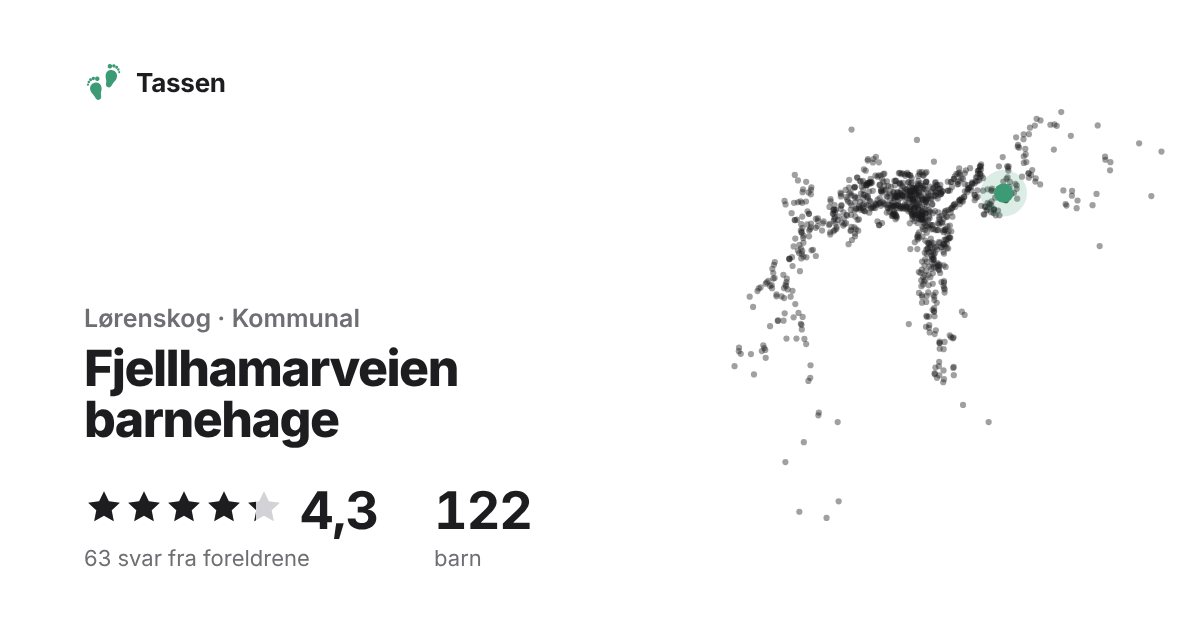 Tassen
Lørenskog · Kommunal
Fjellhamarveien
barnehage
4,3
122
63 svar fra foreldrene
barn